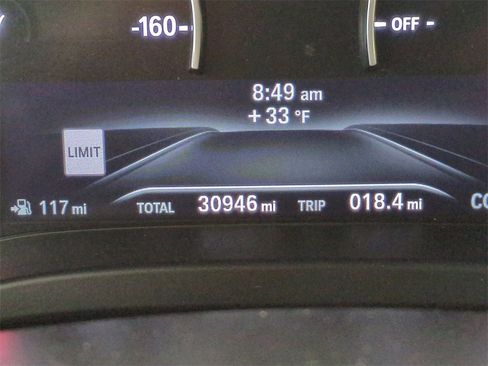 -160- - OFF -
8:49 am
+ 33 °F
LIMIT
117 mi TOTAL 30946 mi TRIP 018.4 mi